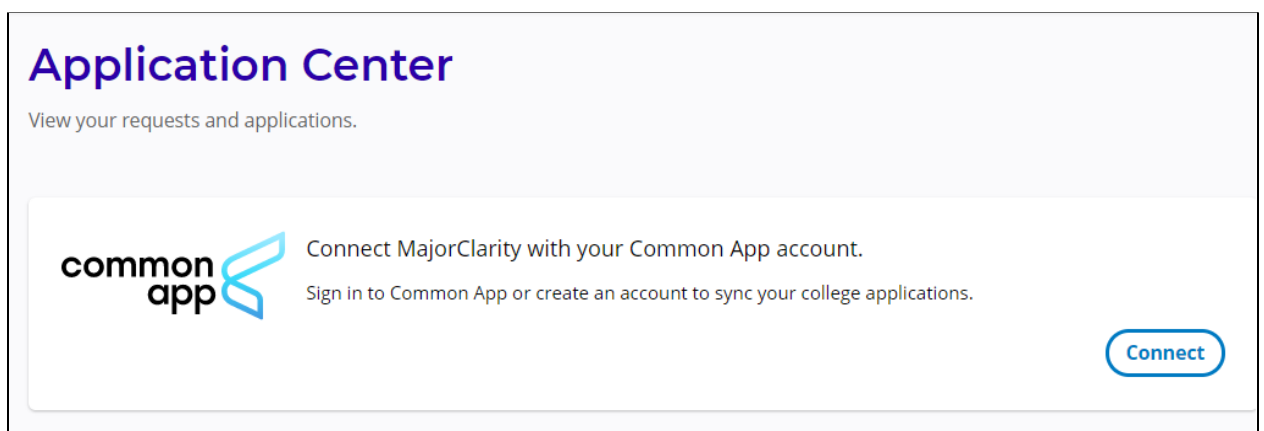 Application Center
View your requests and applications.
common
app
Connect MajorClarity with your Common App account.
Sign in to Common App or create an account to sync your college applications.
Connect